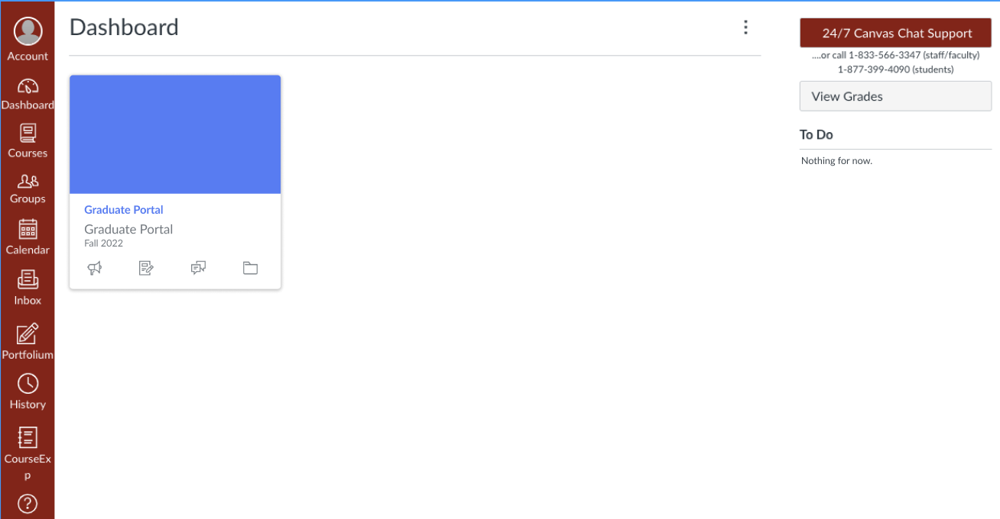 Account
Dashboard
Courses
Groups
Calendar
Inbox
Portfolium
History
CourseEx
p
?
Dashboard
Graduate Portal
Graduate Portal
Fall 2022
24/7 Canvas Chat Support
....or call 1-833-566-3347 (staff/faculty)
1-877-399-4090 (students)
View Grades
To Do
Nothing for now.